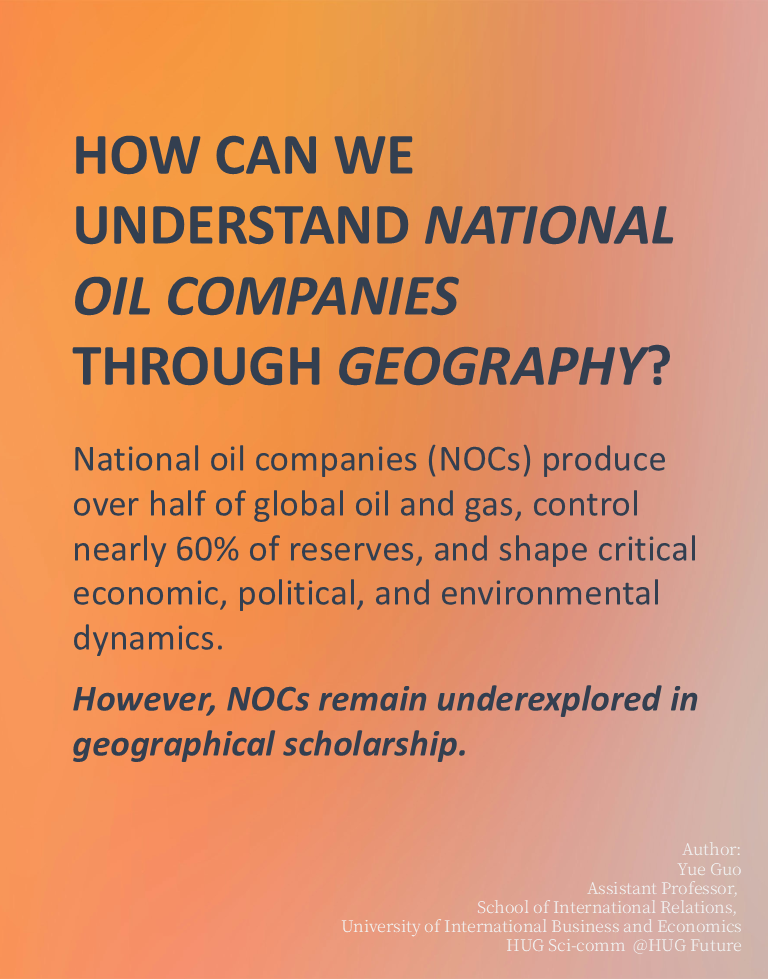 HOW CAN WE
UNDERSTAND NATIONAL
OIL COMPANIES
THROUGH GEOGRAPHY?
National oil companies (NOCs) produce
over half of global oil and gas, control
nearly 60% of reserves, and shape critical
economic, political, and environmental
dynamics.
However, NOCs remain underexplored in
geographical scholarship.
Author:
Yue Guo
Assistant Professor,
School of International Relations,
University of International Business and Economics
HUG Sci-comm @HUG Future